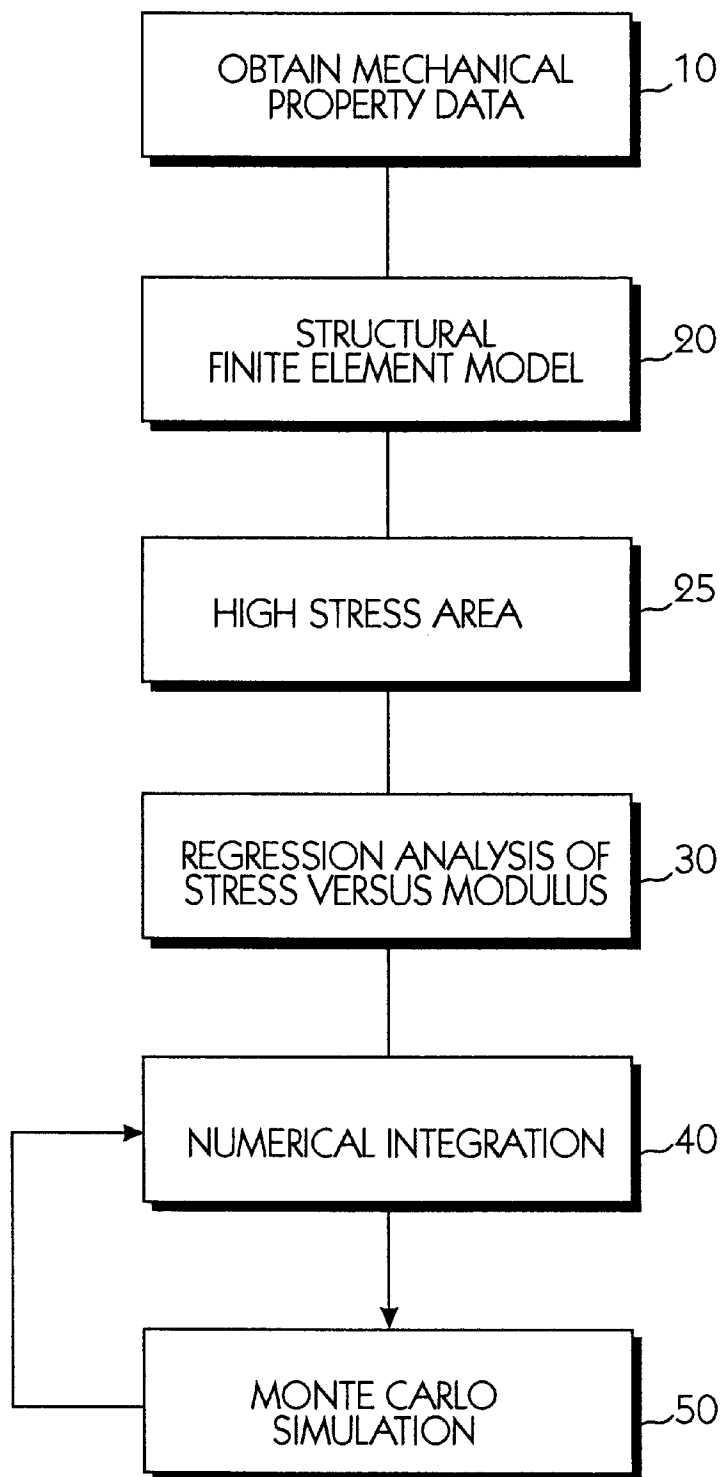 OBTAIN MECHANICAL
PROPERTY DATA
10
STRUCTURAL
FINITE ELEMENT MODEL
20
HIGH STRESS AREA
25
REGRESSION ANALYSIS OF
STRESS VERSUS MODULUS
30
NUMERICAL INTEGRATION
40
MONTE CARLO
SIMULATION
50